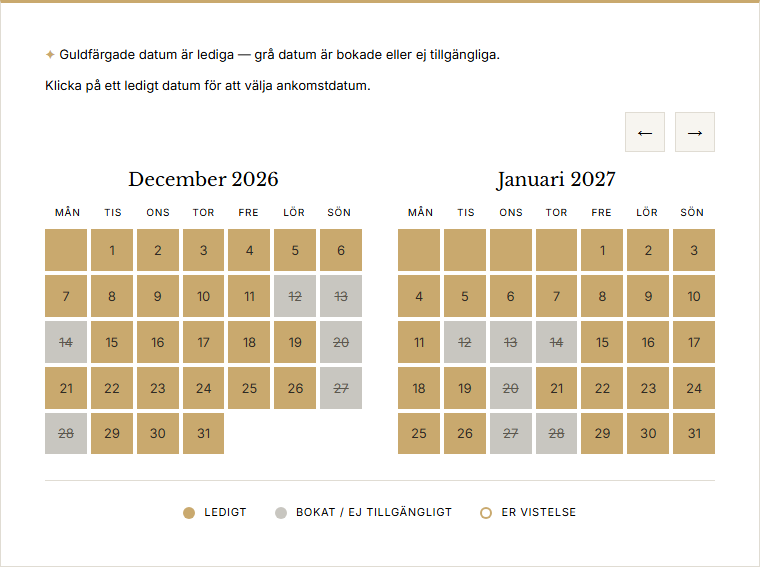 ✦ Guldfärgade datum är lediga — grå datum är bokade eller ej tillgängliga.
Klicka på ett ledigt datum för att välja ankomstdatum.
← →
December 2026
MÅN TIS ONS TOR FRE LÖR SÖN
1 2 3 4 5 6
7 8 9 10 11 12 13
14 15 16 17 18 19 20
21 22 23 24 25 26 27
28 29 30 31
Januari 2027
MÅN TIS ONS TOR FRE LÖR SÖN
1 2 3
4 5 6 7 8 9 10
11 12 13 14 15 16 17
18 19 20 21 22 23 24
25 26 27 28 29 30 31
LEDIGT BOKAT / EJ TILLGÄNGLIGT ER VISTELSE